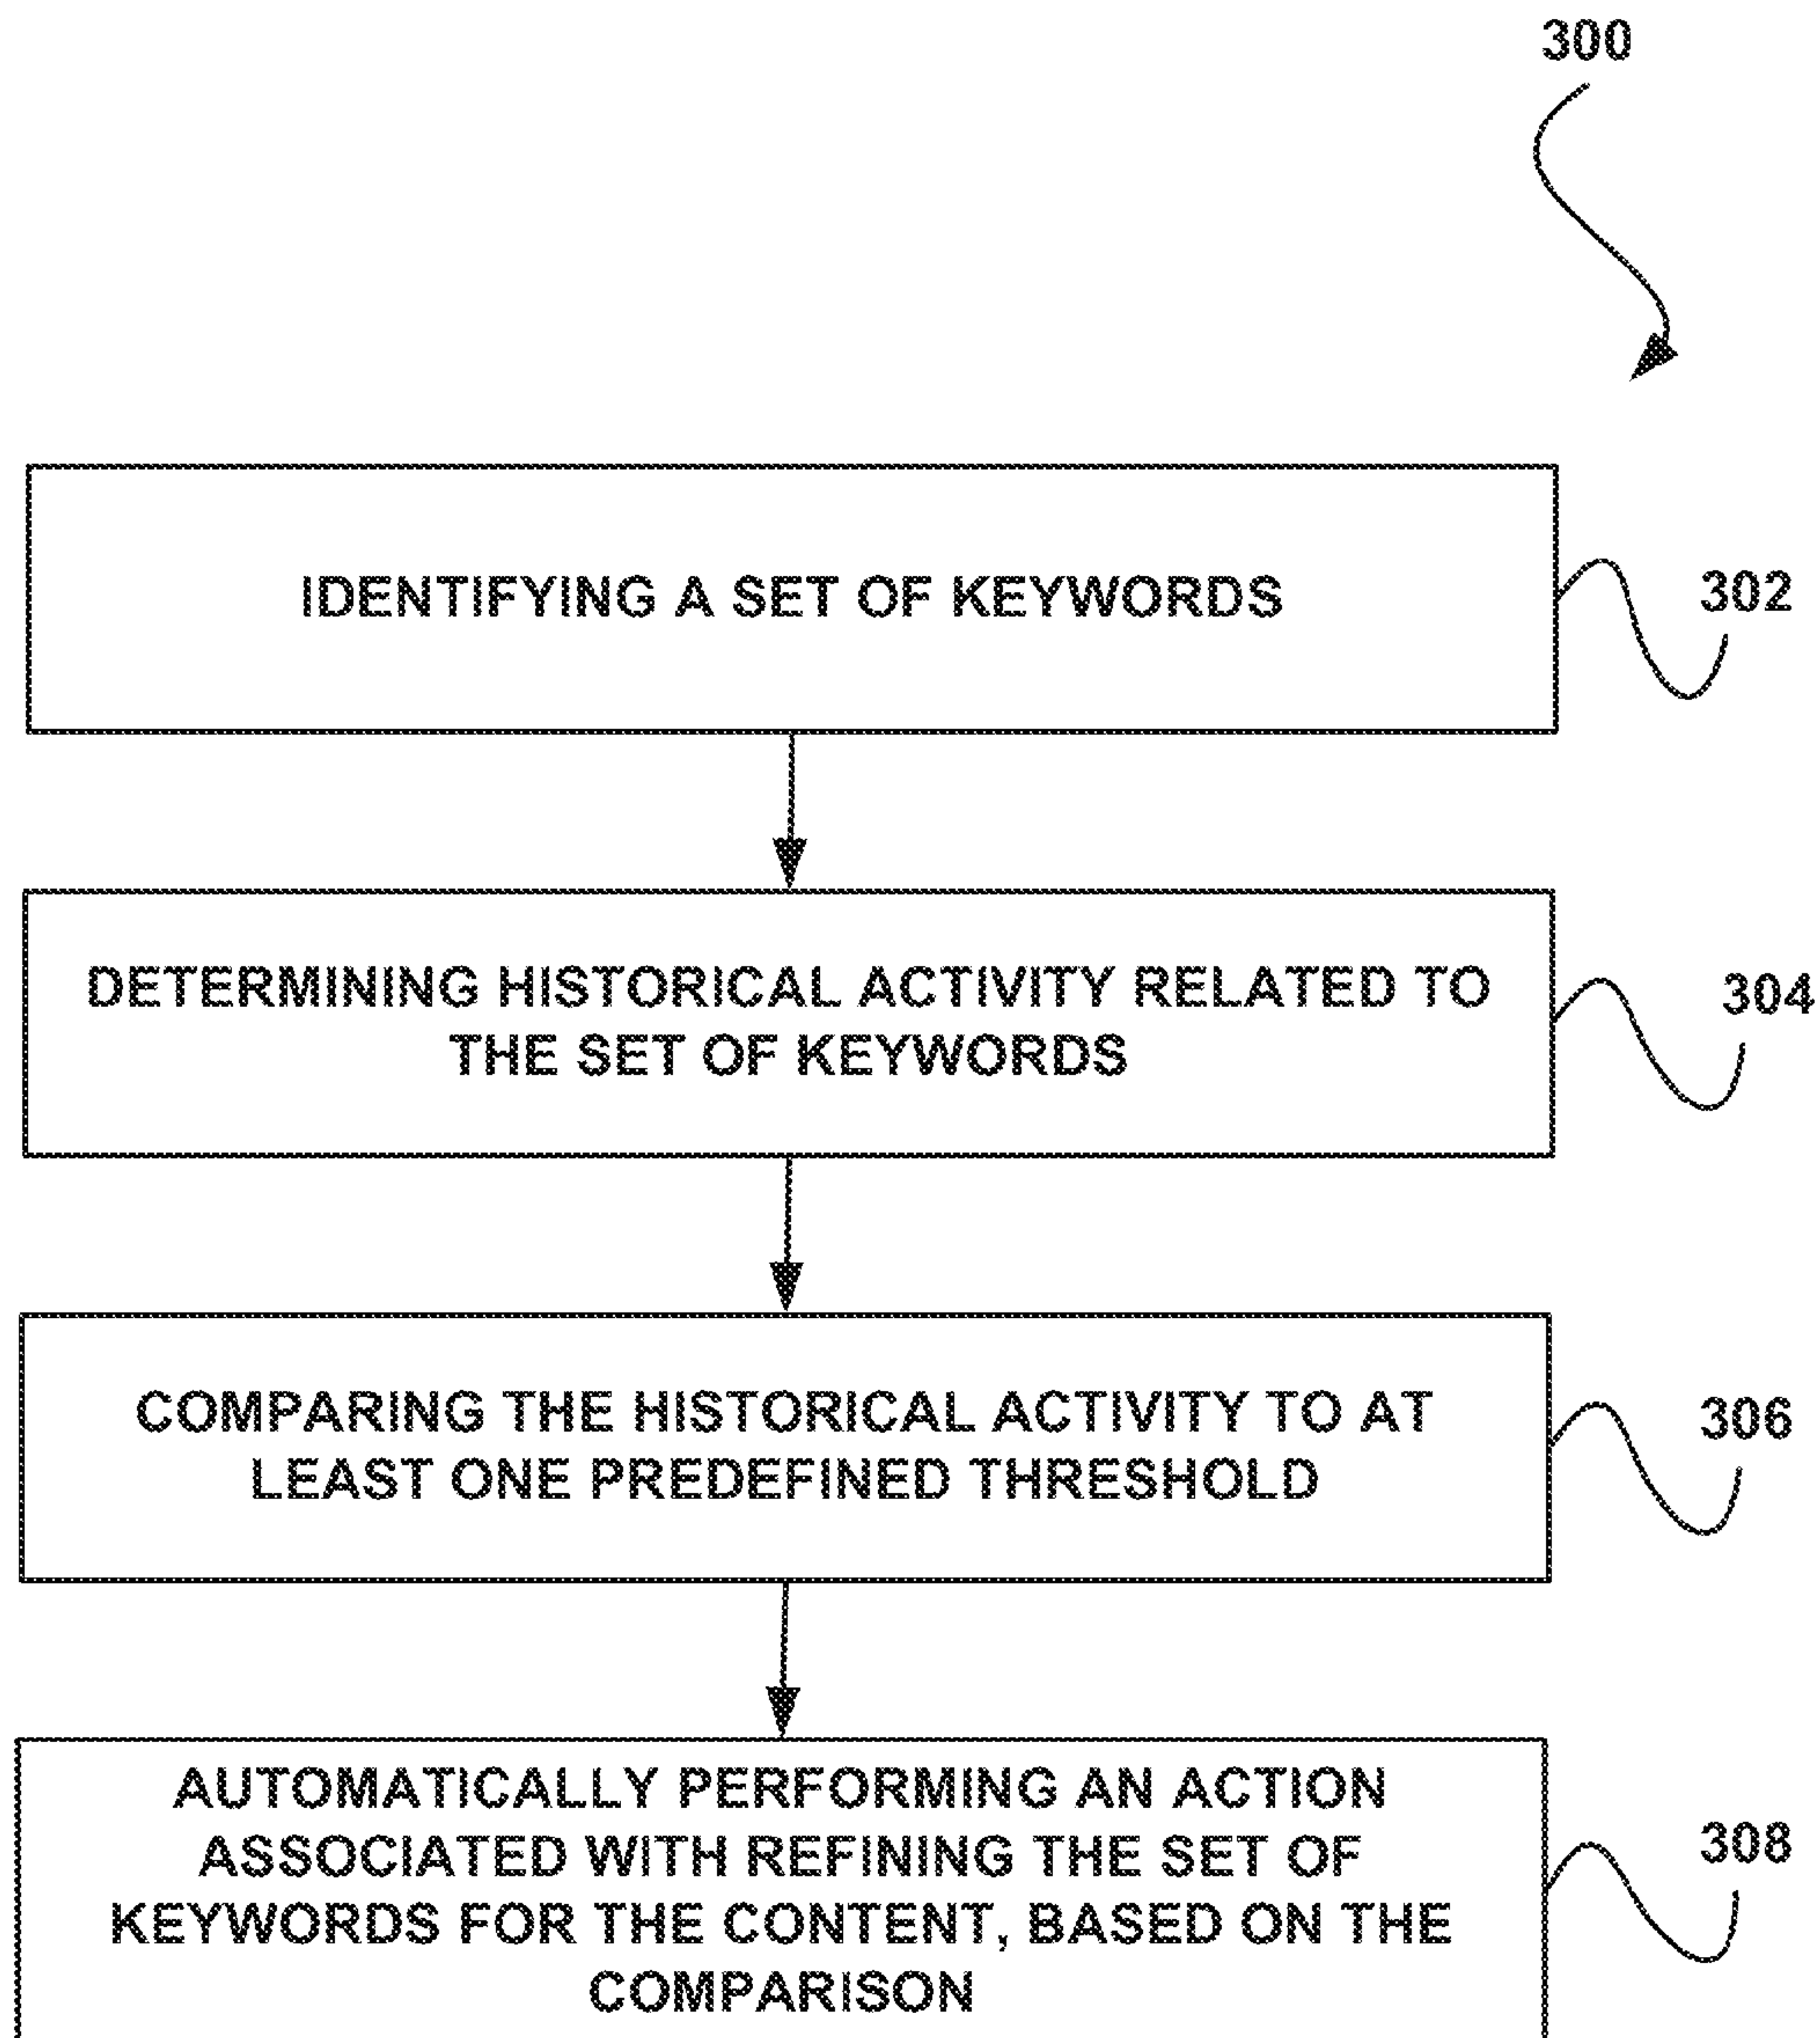 300
IDENTIFYING A SET OF KEYWORDS
302
DETERMINING HISTORICAL ACTIVITY RELATED TO
THE SET OF KEYWORDS
304
COMPARING THE HISTORICAL ACTIVITY TO AT
LEAST ONE PREDEFINED THRESHOLD
306
AUTOMATICALLY PERFORMING AN ACTION
ASSOCIATED WITH REFINING THE SET OF
KEYWORDS FOR THE CONTENT, BASED ON THE
COMPARISON
308